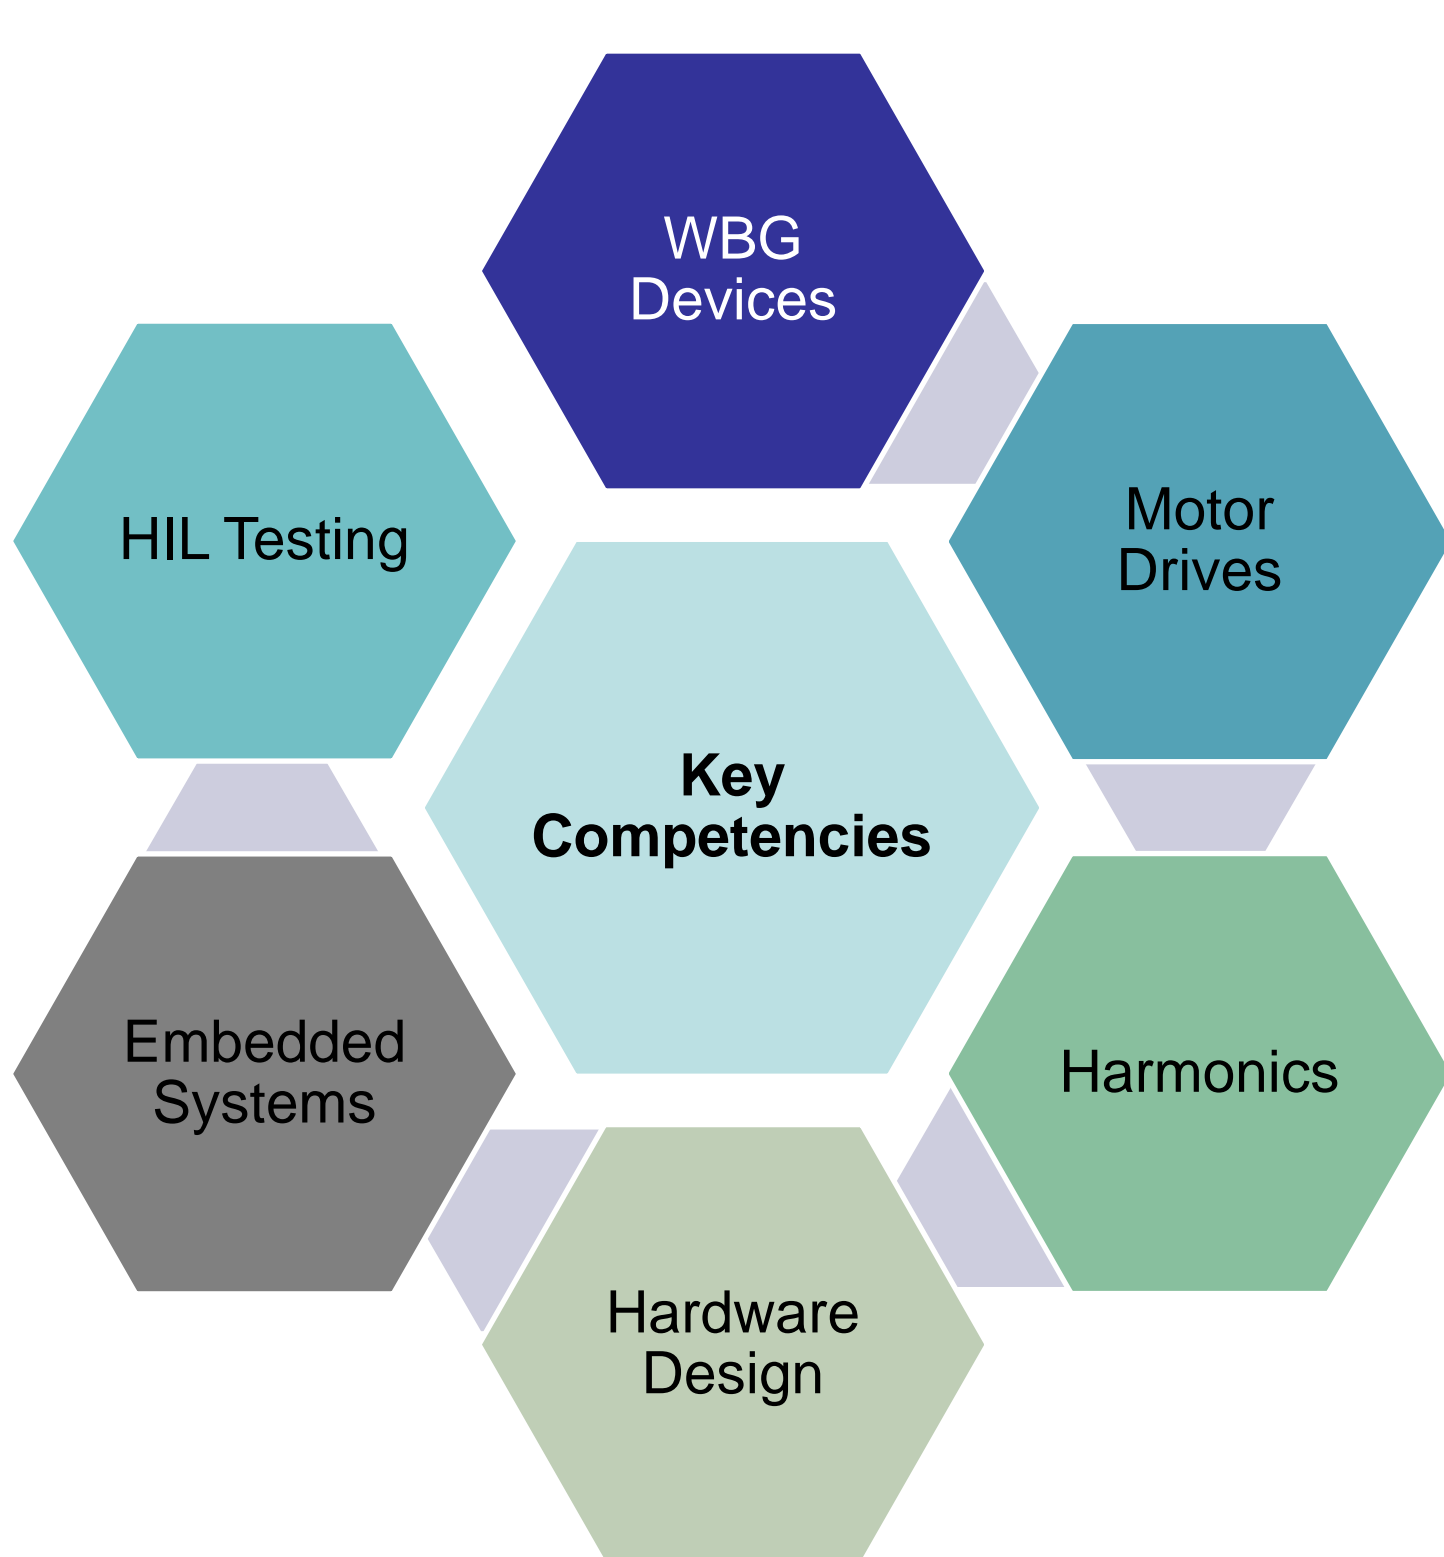 WBG
Devices
HIL Testing
Motor
Drives
Key
Competencies
Embedded
Systems
Harmonics
Hardware
Design